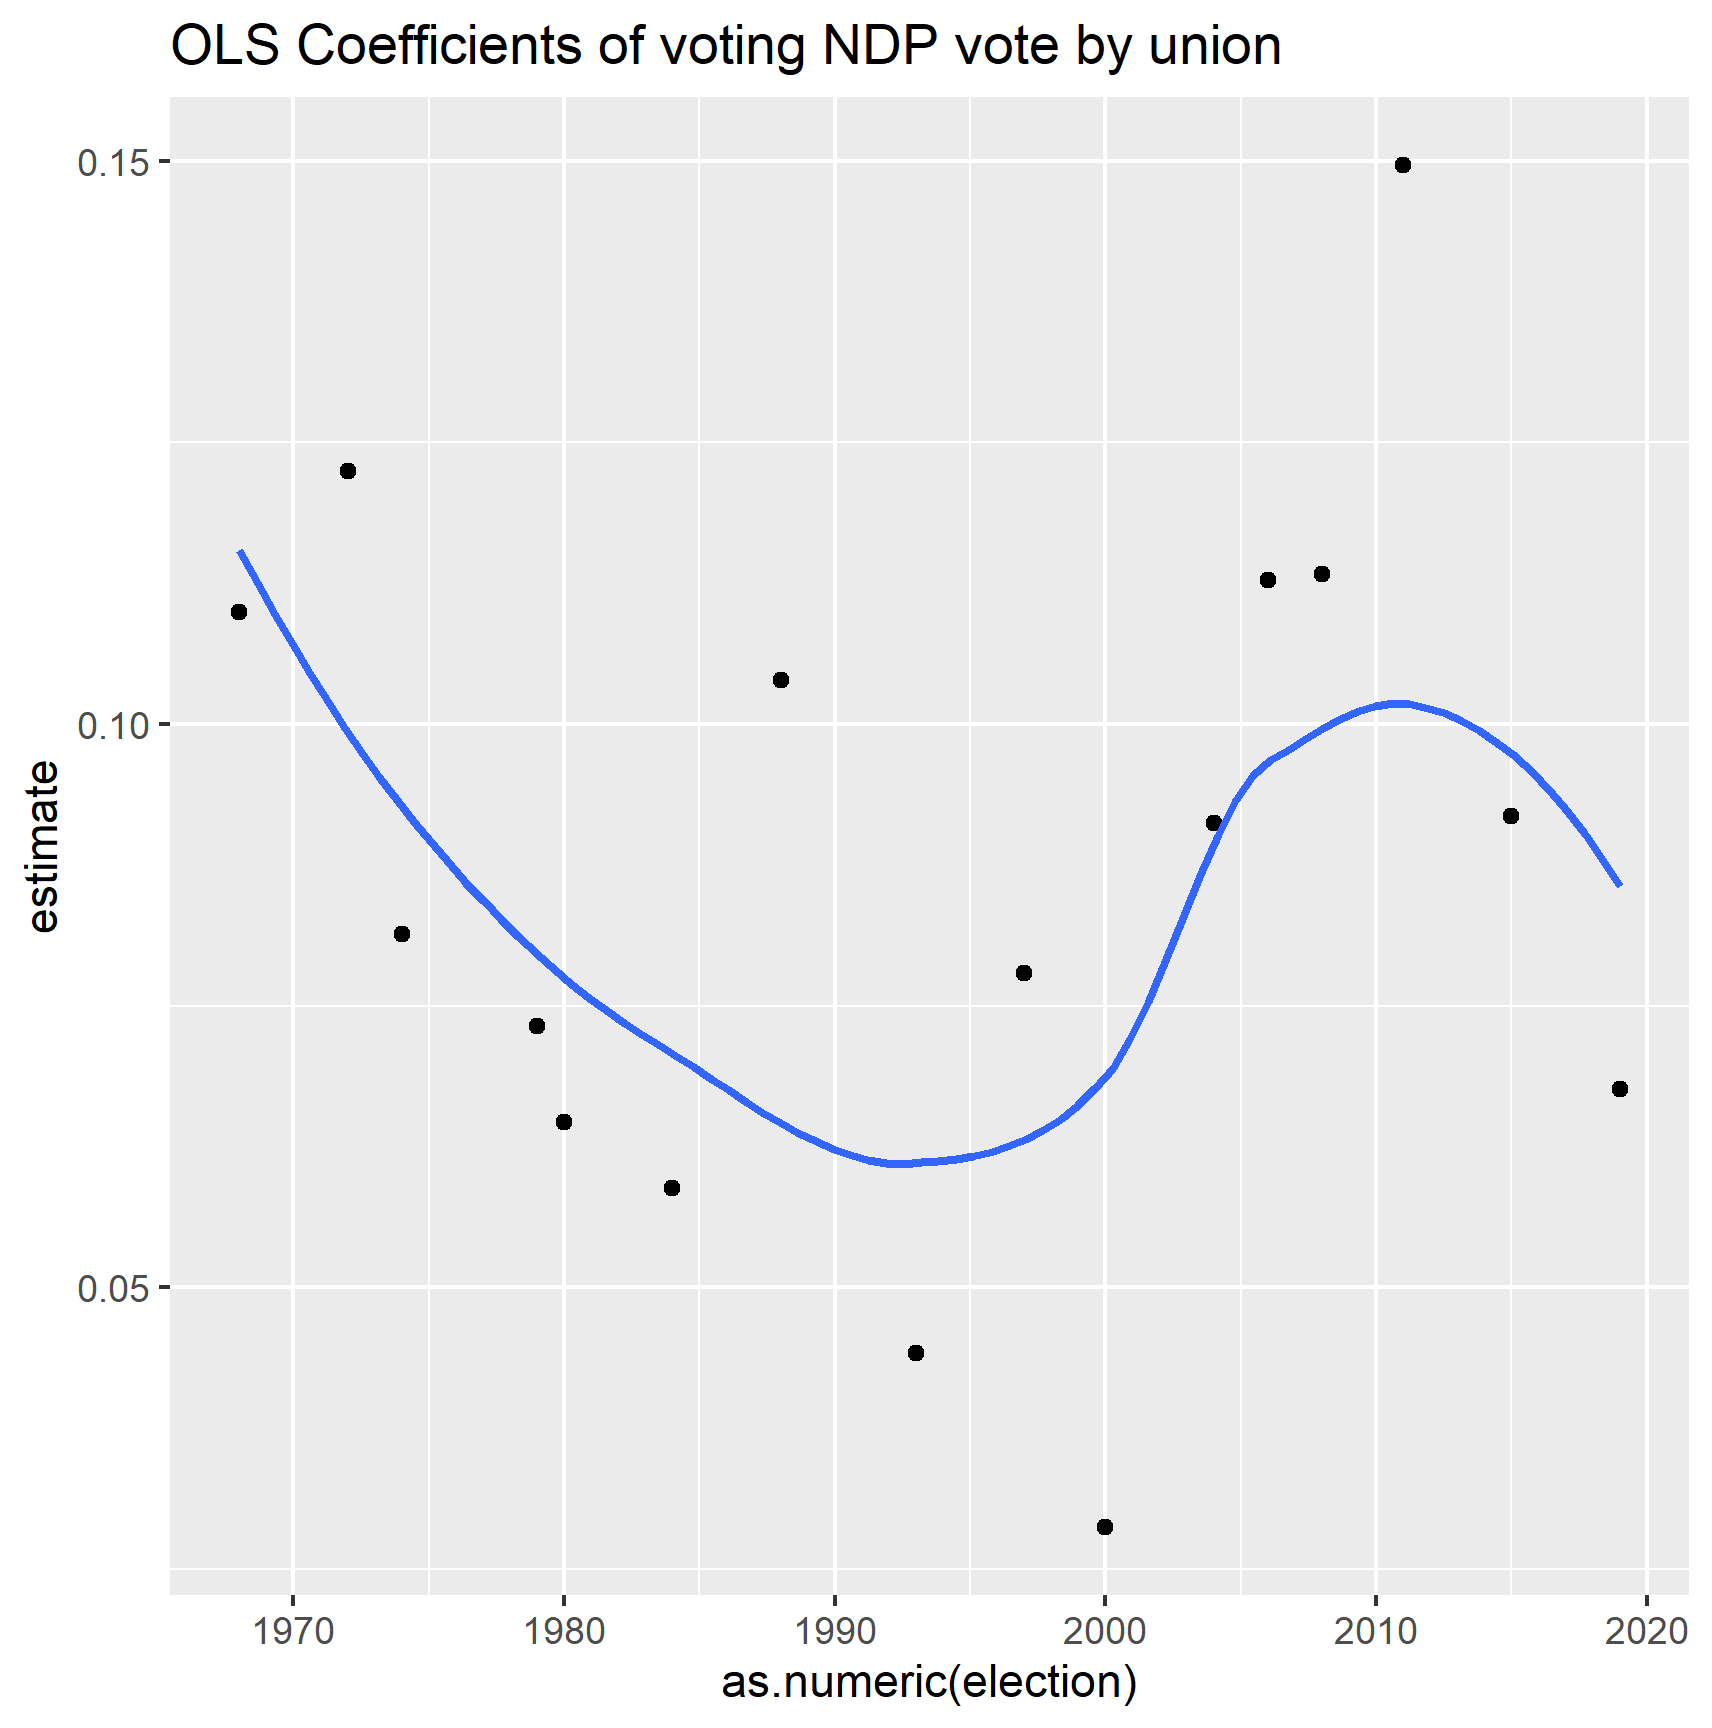 OLS Coefficients of voting NDP vote by union
0.15
0.10
0.05
estimate
1970 1980 1990 2000 2010 2020
as.numeric(election)